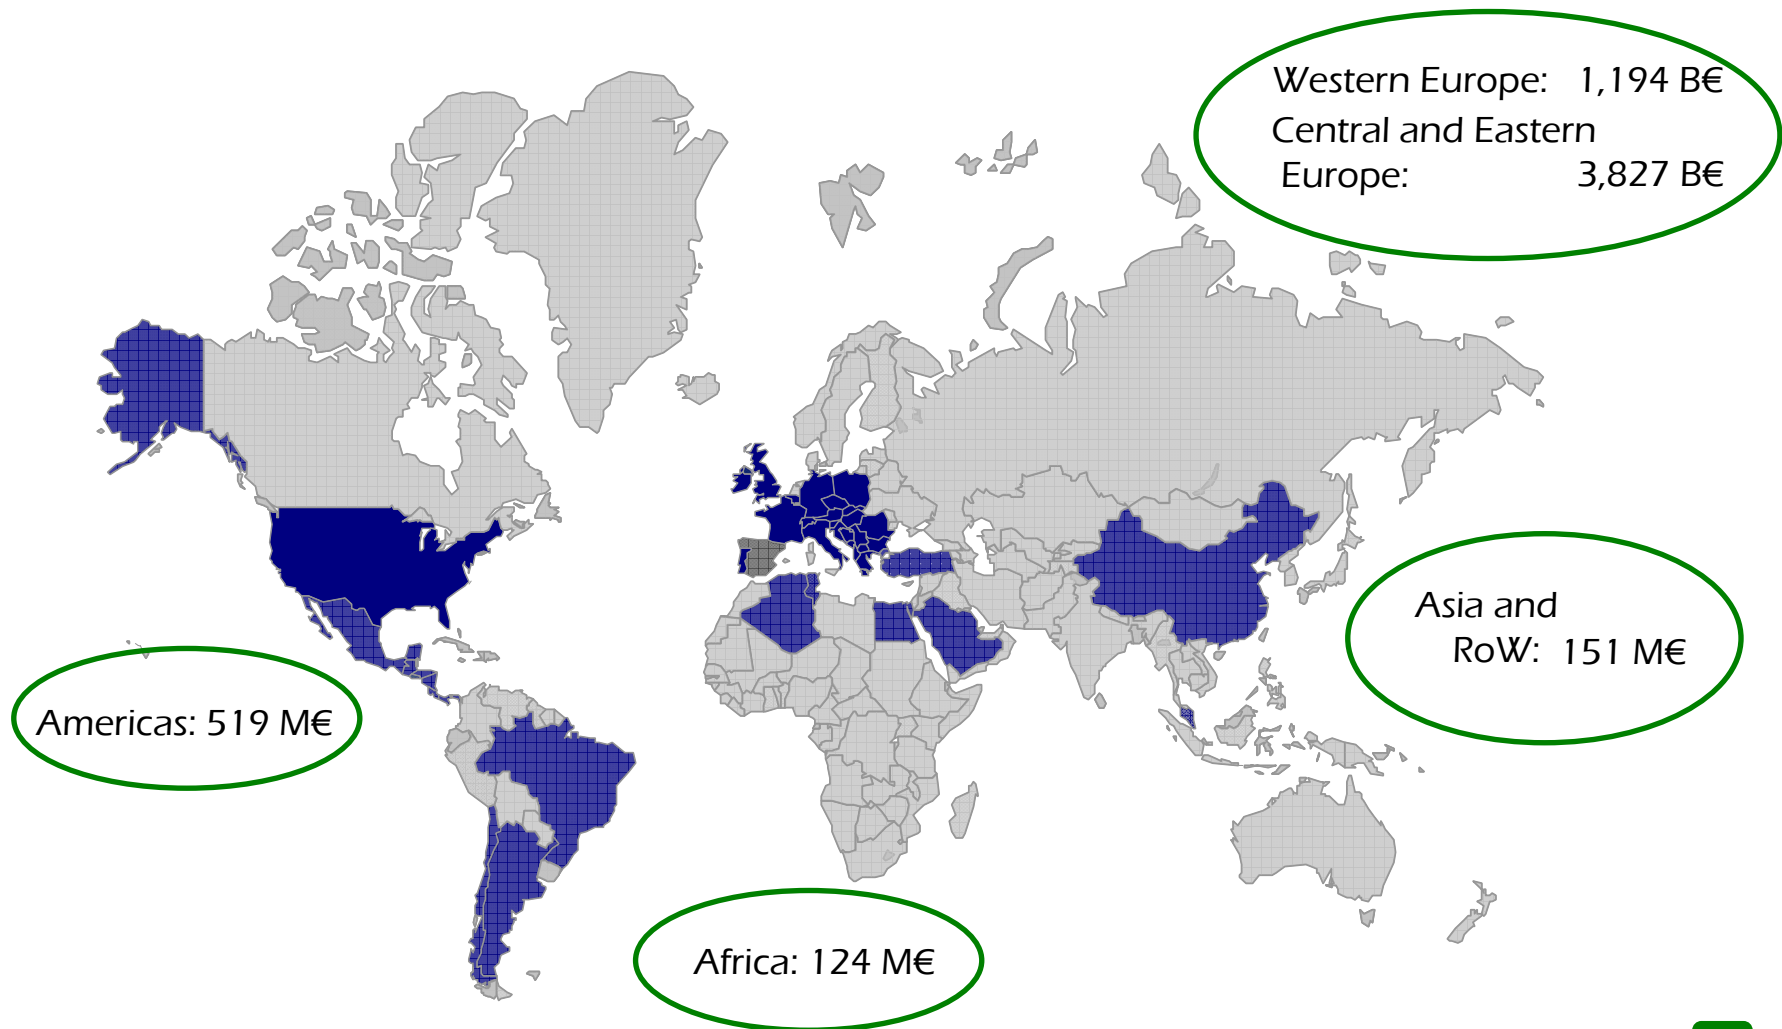 Western Europe: 1,194 B€
Central and Eastern
Europe: 3,827 B€
Asia and
RoW: 151 M€
Americas: 519 M€
Africa: 124 M€